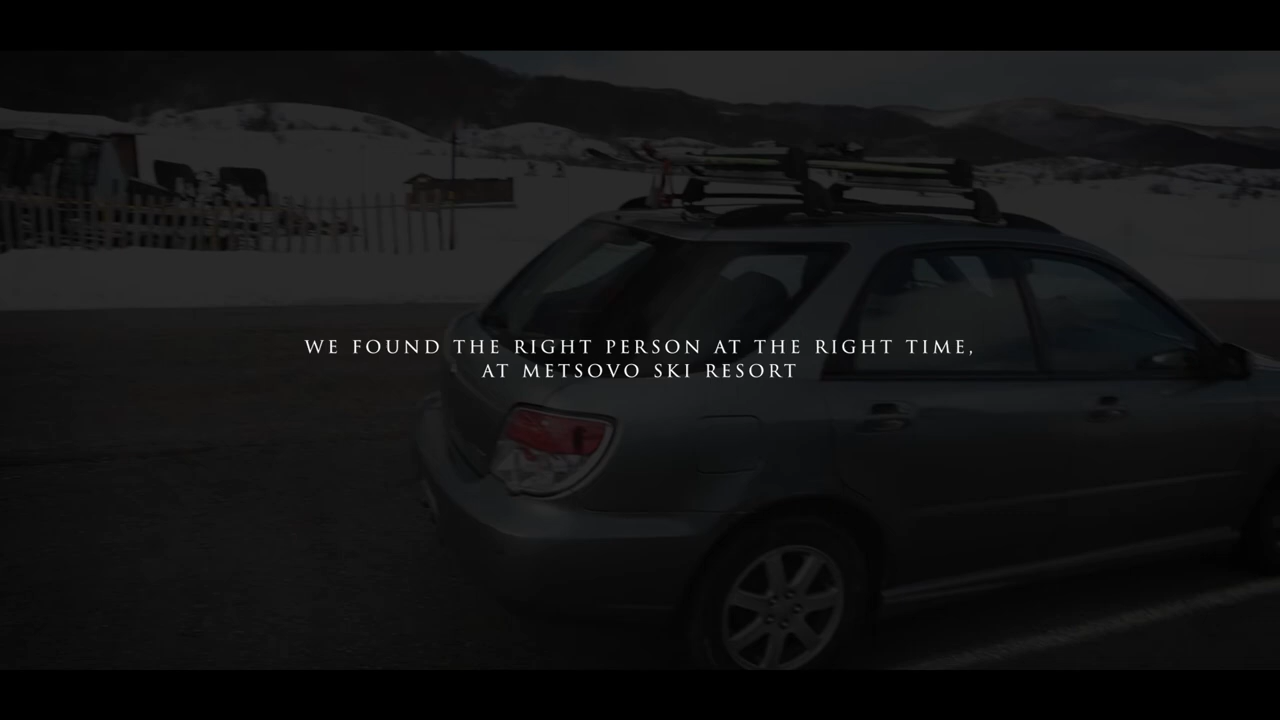 WE FOUND THE RIGHT PERSON AT THE RIGHT TIME,
AT METSOVO SKI RESORT